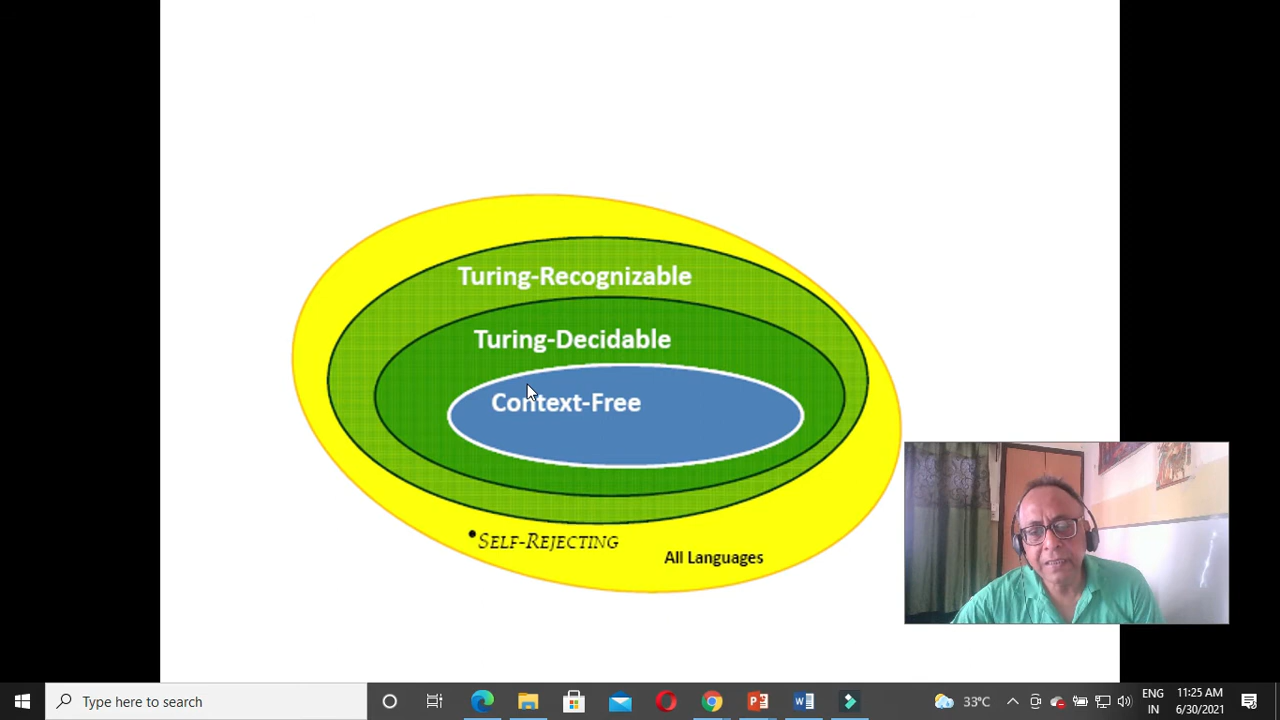 Turing-Recognizable
Turing-Decidable
Context-Free
•SELF-REJECTING
All Languages
Type here to search
33°C
ENG
IN
11:25 AM
6/30/2021